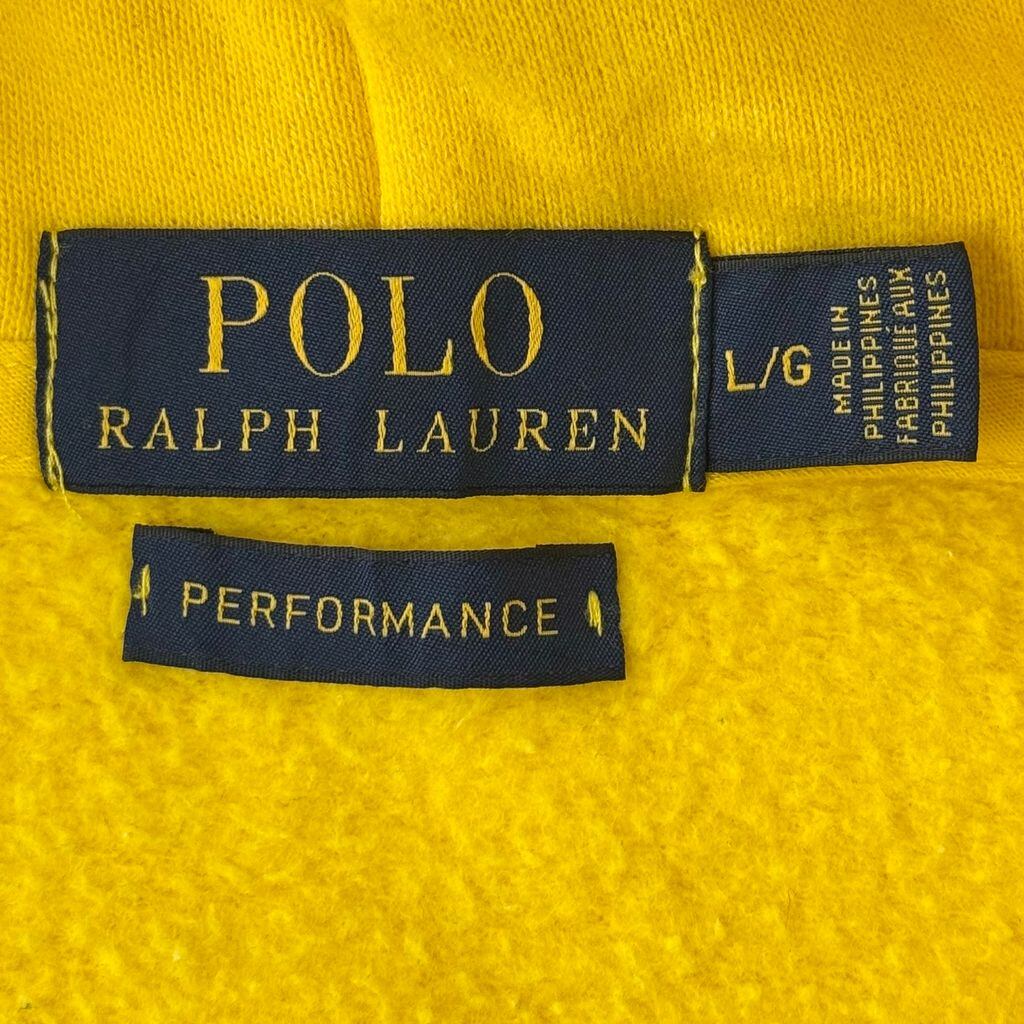 POLO
RALPH LAUREN
L/G
MADE IN
PHILIPPINES
FABRIQUÉ AUX
PHILIPPINES
PERFORMANCE